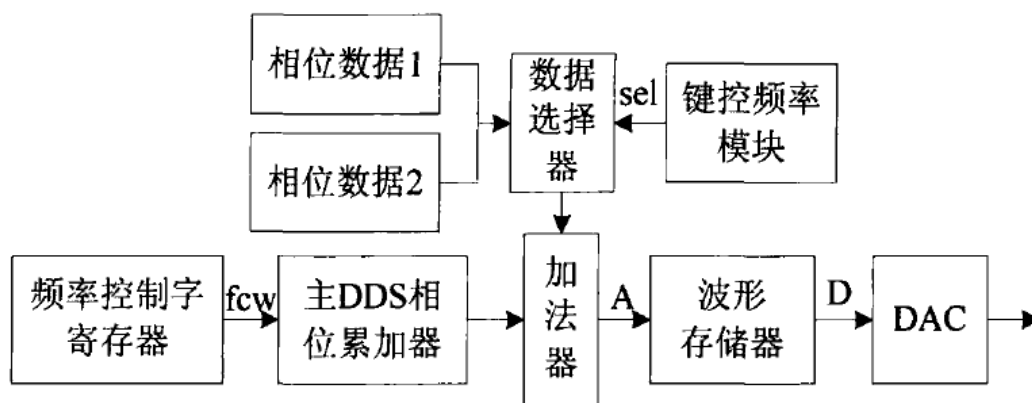 相位数据1
相位数据2
数据
选择
器
sel
键控频率
模块
频率控制字
寄存器
fcw
主DDS相
位累加器
加
法
器
A
波形
存储器
D
DAC